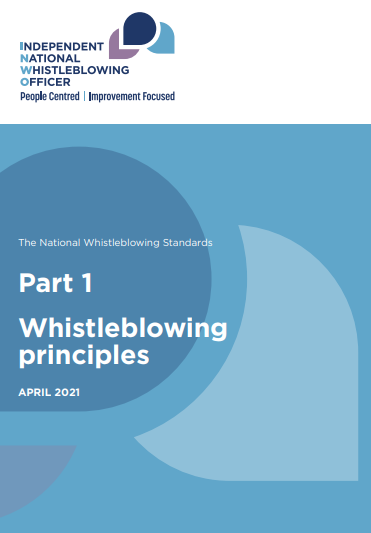 INDEPENDENT
NATIONAL
WHISTLEBLOWING
OFFICER
People Centred | Improvement Focused
The National Whistleblowing Standards
Part 1
Whistleblowing
principles
APRIL 2021